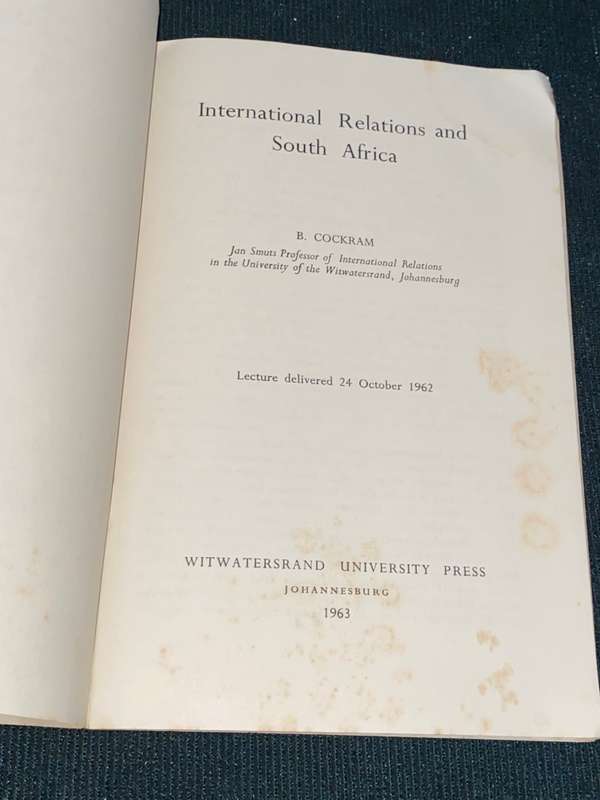 International Relations and
South Africa
B. COCKRAM
Jan Smuts Professor of International Relations
in the University of the Witwatersrand, Johannesburg
Lecture delivered 24 October 1962
WITWATERSRAND UNIVERSITY PRESS
JOHANNESBURG
1963